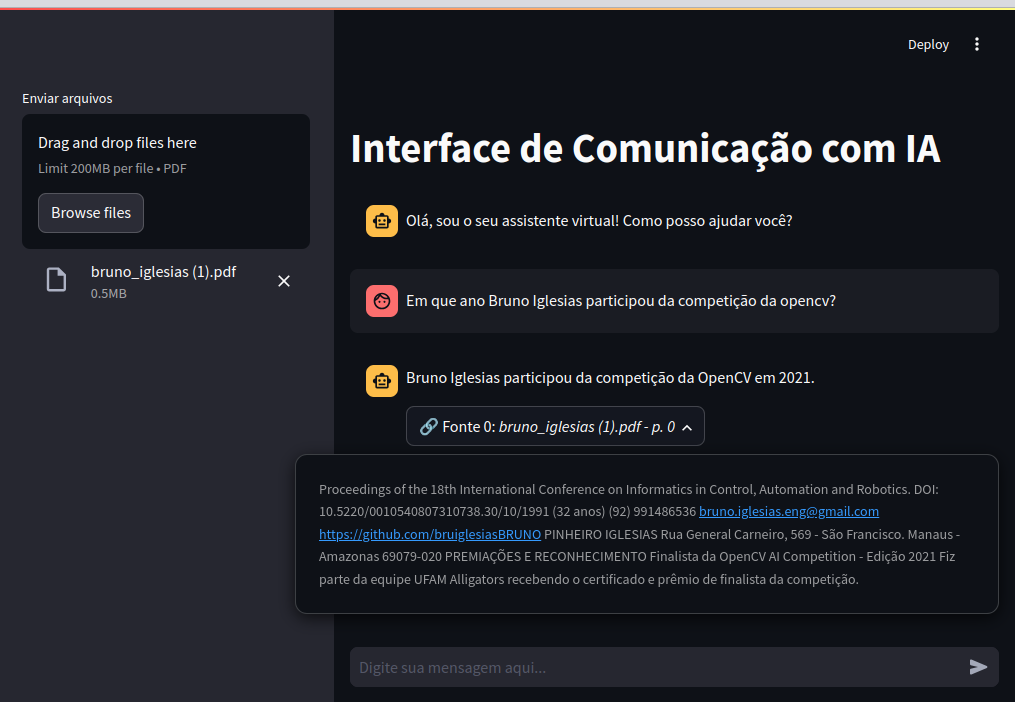 Deploy
Enviar arquivos
Drag and drop files here
Limit 200MB per file • PDF
Browse files
bruno_iglesias (1).pdf
0.5MB
Interface de Comunicação com IA
Olá, sou o seu assistente virtual! Como posso ajudar você?
Em que ano Bruno Iglesias participou da competição da opencv?
Bruno Iglesias participou da competição da OpenCV em 2021.
🔗 Fonte 0: bruno_iglesias (1).pdf - p. 0
Proceedings of the 18th International Conference on Informatics in Control, Automation and Robotics. DOI:
10.5220/0010540807310738.30/10/1991 (32 anos) (92) 991486536 bruno.iglesias.eng@gmail.com
https://github.com/bruiglesiasBRUNO PINHEIRO IGLESIAS Rua General Carneiro, 569 - São Francisco. Manaus -
Amazonas 69079-020 PREMIAÇÕES E RECONHECIMENTO Finalista da OpenCV AI Competition - Edição 2021 Fiz
parte da equipe UFAM Alligators recebendo o certificado e prêmio de finalista da competição.
Digite sua mensagem aqui...